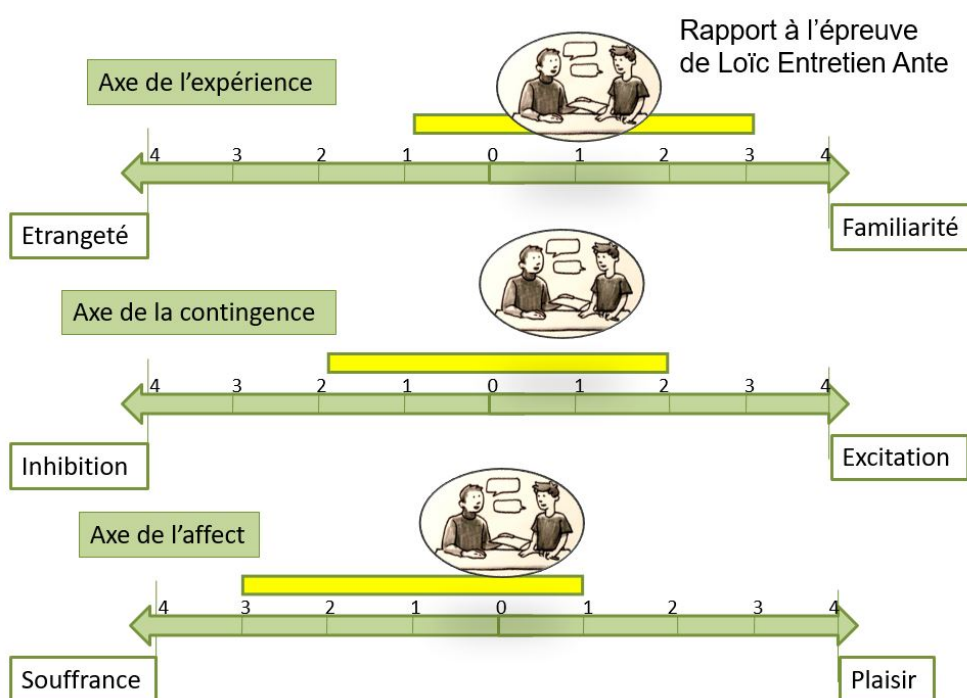 Rapport à l'épreuve
de Loïc Entretien Ante
Axe de l'expérience
4 3 2 1 0 1 2 3 4
Etrangeté
Familiarité
Axe de la contingence
4 3 2 1 0 1 2 3 4
Inhibition
Excitation
Axe de l'affect
4 3 2 1 0 1 2 3 4
Souffrance
Plaisir